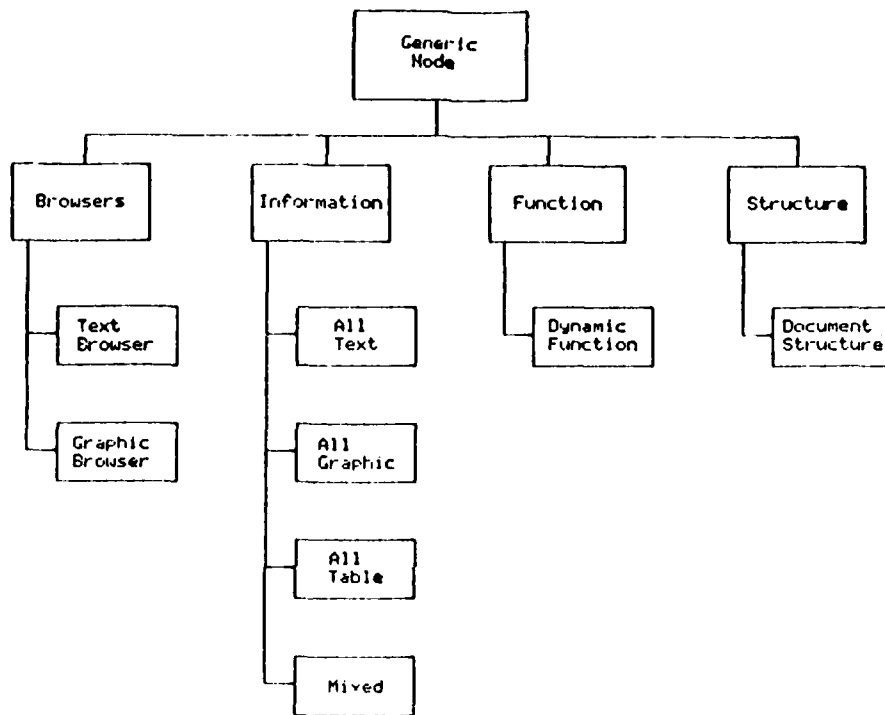 Generic
Node
Browsers
Information
Function
Structure
Text
Browser
All
Text
Dynamic
Function
Document
Structure
Graphic
Browser
All
Graphic
All
Table
Mixed